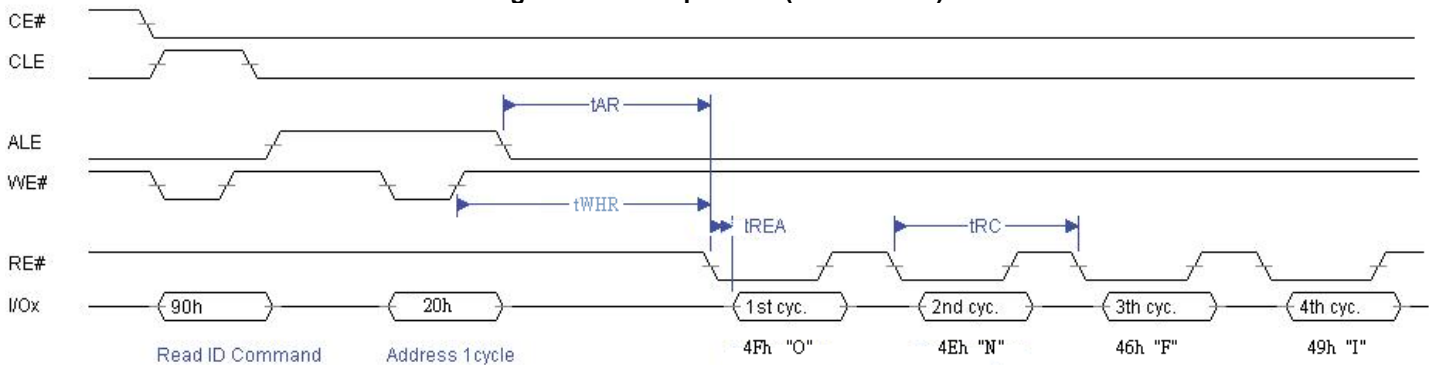 CE#
CLE
tAR
ALE
WE#
tWHR
tREA
tRC
RE#
I/Ox
90h
20h
1st cyc.
2nd cyc.
3th cyc.
4th cyc.
Read ID Command
Address 1cycle
4Fh "O"
4Eh "N"
46h "F"
49h "I"